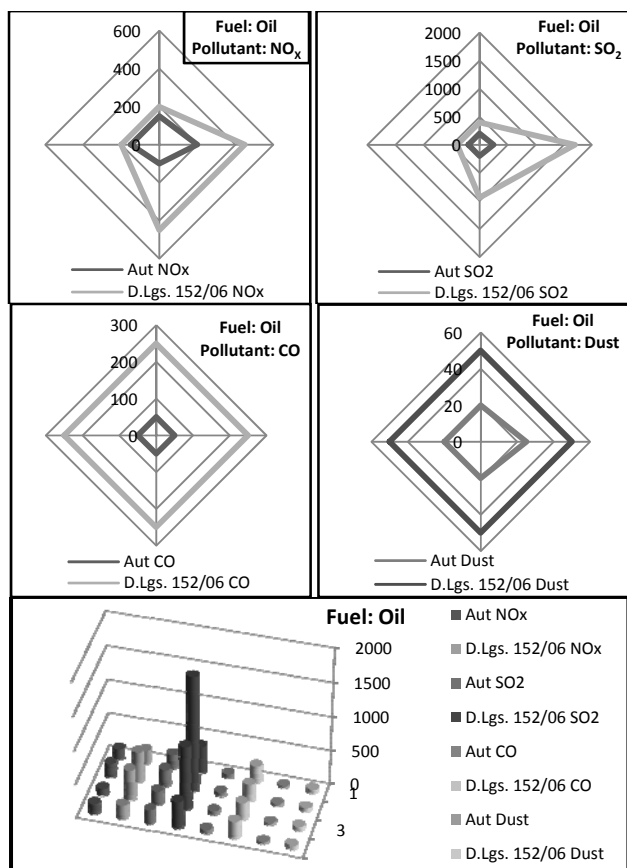 Fuel: Oil
Pollutant: NOₓ
600
400
200
0
Aut NOx
D.Lgs. 152/06 NOx
Fuel: Oil
Pollutant: SO₂
2000
1500
1000
500
0
Aut SO2
D.Lgs. 152/06 SO2
Fuel: Oil
Pollutant: CO
300
200
100
0
Aut CO
D.Lgs. 152/06 CO
Fuel: Oil
Pollutant: Dust
60
40
20
0
Aut Dust
D.Lgs. 152/06 Dust
Fuel: Oil
2000
1500
1000
500
0
1
3
Aut NOx
D.Lgs. 152/06 NOx
Aut SO2
D.Lgs. 152/06 SO2
Aut CO
D.Lgs. 152/06 CO
Aut Dust
D.Lgs. 152/06 Dust